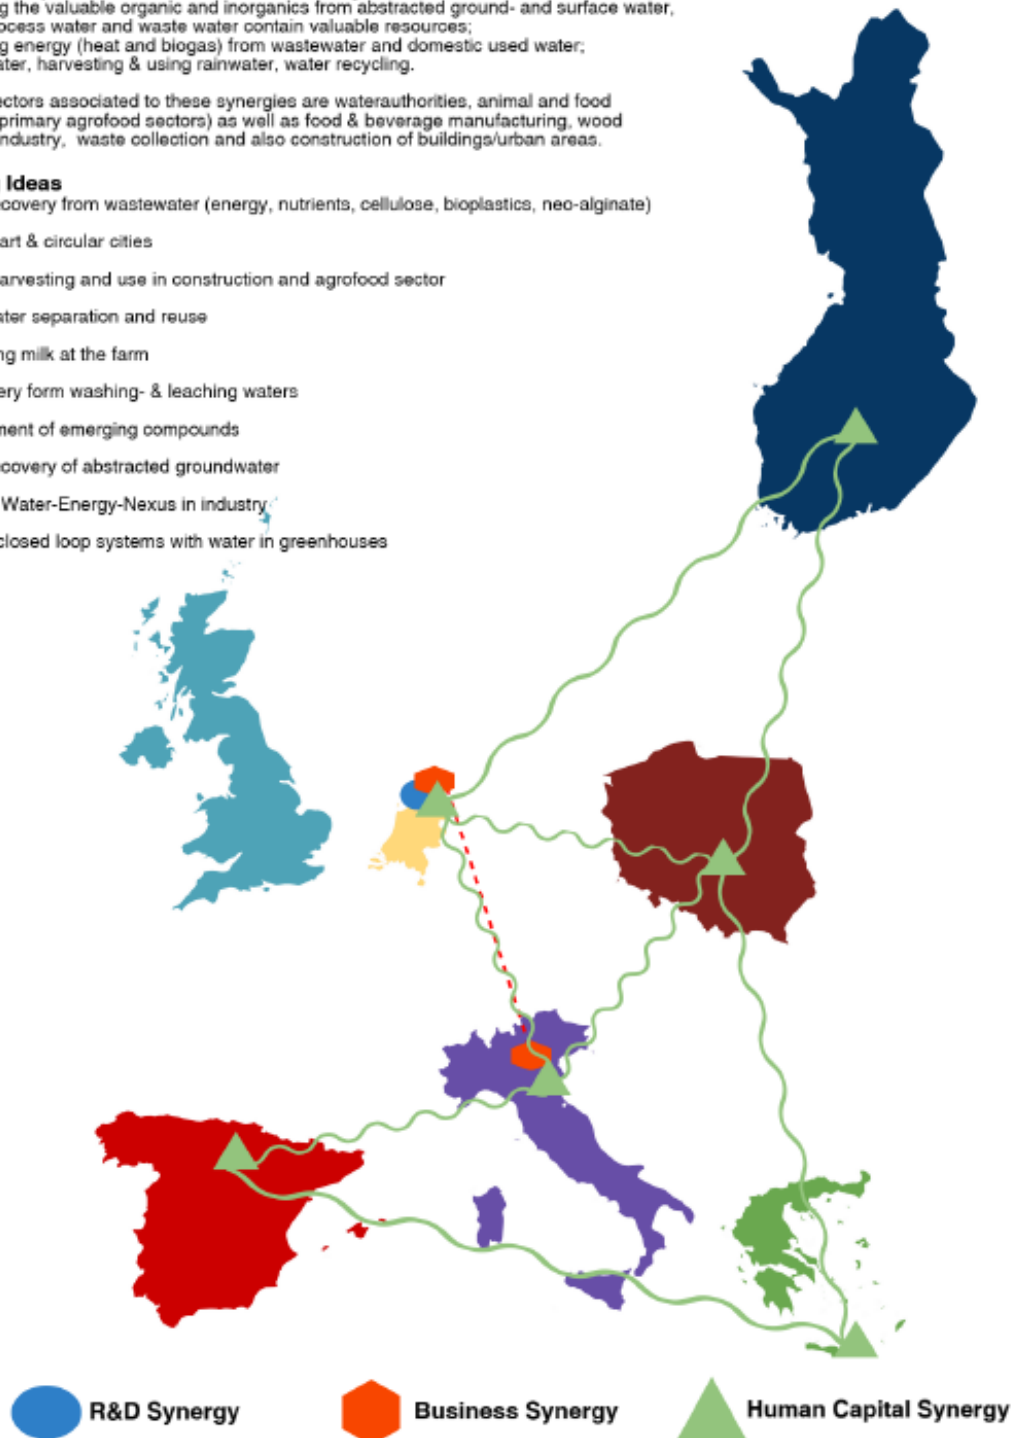 g the valuable organic and inorganics from abstracted ground- and surface water,
ocess water and waste water contain valuable resources;
g energy (heat and biogas) from wastewater and domestic used water;
ater, harvesting & using rainwater, water recycling.
ectors associated to these synergies are waterauthorities, animal and food
primary agrofood sectors) as well as food & beverage manufacturing, wood
ndustry, waste collection and also construction of buildings/urban areas.
Ideas
ecovery from wastewater (energy, nutrients, cellulose, bioplastics, neo-alginate)
art & circular cities
arvesting and use in construction and agrofood sector
ater separation and reuse
ng milk at the farm
ery form washing- & leaching waters
ment of emerging compounds
covery of abstracted groundwater
Water-Energy-Nexus in industry
closed loop systems with water in greenhouses
R&D Synergy
Business Synergy
Human Capital Synergy